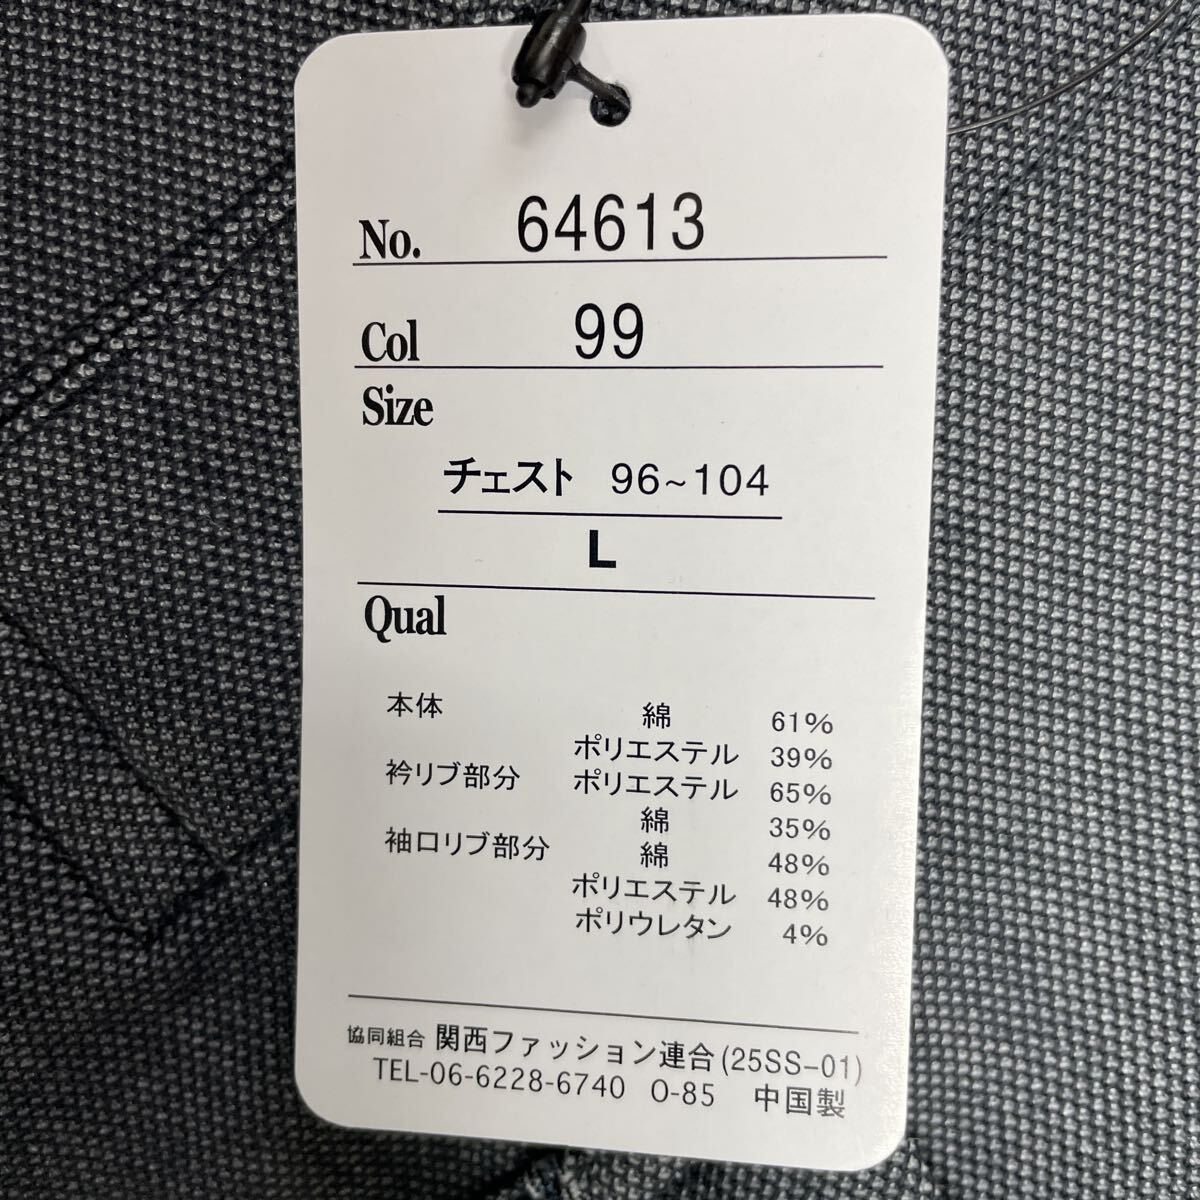 No. 64613
Col 99
Size
チェスト 96~104
L
Qual
本体 綿 61%
ポリエステル 39%
衿リブ部分 ポリエステル 65%
綿 35%
袖口リブ部分 綿 48%
ポリエステル 48%
ポリウレタン 4%
協同組合 関西ファッション連合(25SS-01)
TEL-06-6228-6740 O-85 中国製